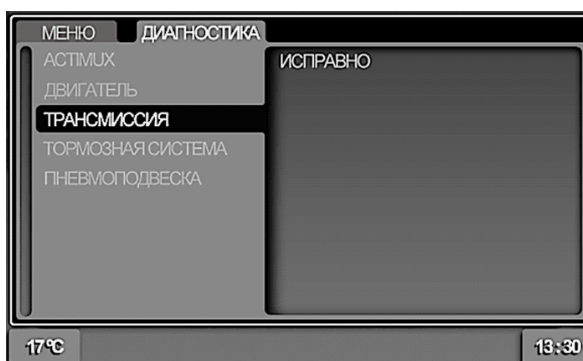 МЕНЮ ДИАГНОСТИКА
ACTIMUX
ДВИГАТЕЛЬ
ТРАНСМИССИЯ
ТОРМОЗНАЯ СИСТЕМА
ПНЕВМОПОДВЕСКА
ИСПРАВНО
17°C 13:30